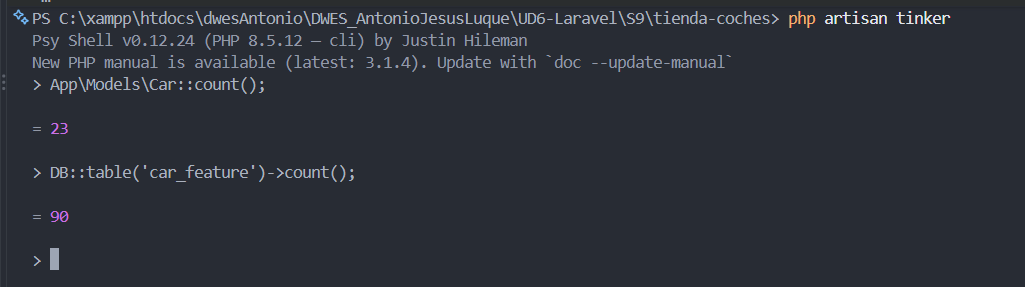 PS C:\xampp\htdocs\dwesAntonio\DWES_AntonioJesusLuque\UD6-Laravel\S9\tienda-coches> php artisan tinker
Psy Shell v0.12.24 (PHP 8.5.12 — cli) by Justin Hileman
New PHP manual is available (latest: 3.1.4). Update with `doc --update-manual`
> App\Models\Car::count();
= 23
> DB::table('car_feature')->count();
= 90
>